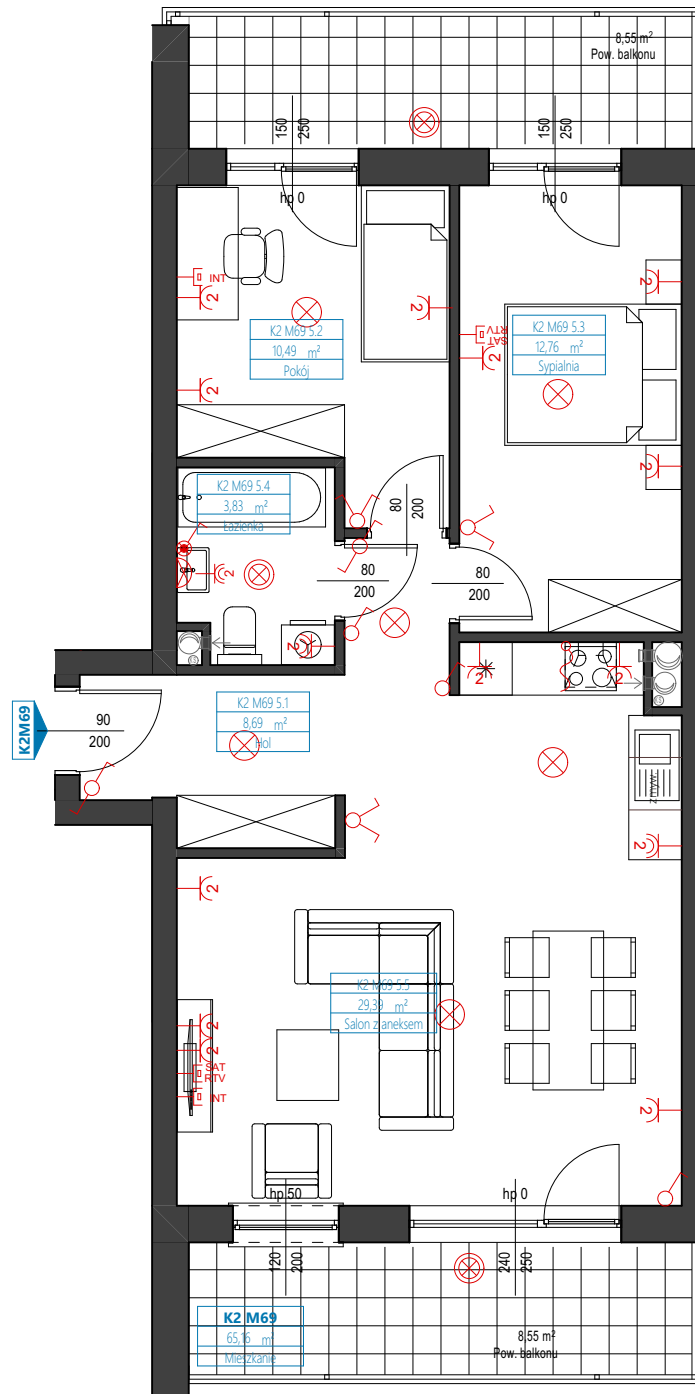 8,55 m²
Pow. balkonu
150
250
150
250
hp 0
hp 0
INT
2
2
2
K2 M69 5.2
10,49 m²
Pokój
SAT
RTV
2
K2 M69 5.3
12,76 m²
Sypialnia
2
2
K2 M69 5.4
3,83 m²
Łazienka
2
2
80
200
80
200
80
200
K2M69
90
200
K2 M69 5.1
8,69 m²
Hol
2
2
zmyw.
2
2
K2 M69 5.5
29,39 m²
Salon z aneksem
2
2
SAT
RTV
INT
2
hp 50
hp 0
120
200
240
250
K2 M69
65,16 m²
Mieszkanie
8,55 m²
Pow. balkonu